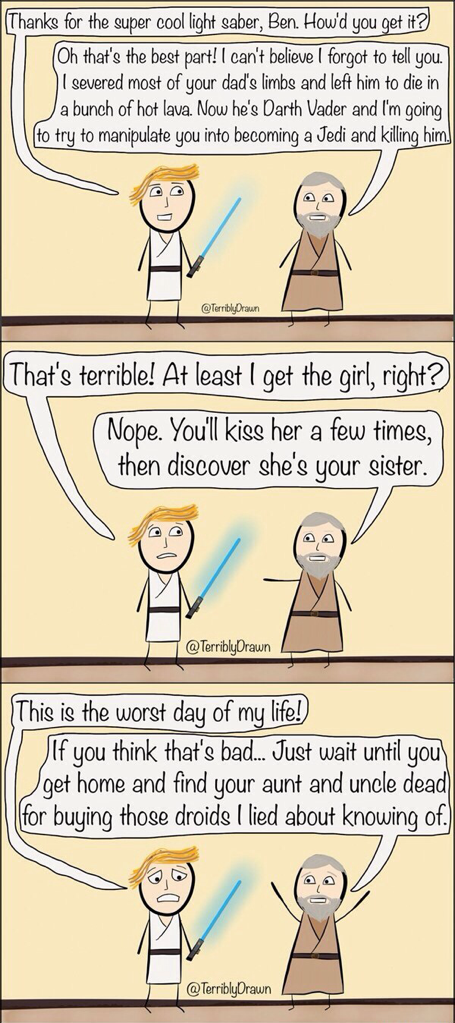 Thanks for the super cool light saber, Ben. How'd you get it?
Oh that's the best part! I can't believe I forgot to tell you.
I severed most of your dad's limbs and left him to die in
a bunch of hot lava. Now he's Darth Vader and I'm going
to try to manipulate you into becoming a Jedi and killing him.
@TerriblyDrawn
That's terrible! At least I get the girl, right?
Nope. You'll kiss her a few times,
then discover she's your sister.
@TerriblyDrawn
This is the worst day of my life!
If you think that's bad... Just wait until you
get home and find your aunt and uncle dead
for buying those droids I lied about knowing of.
@TerriblyDrawn